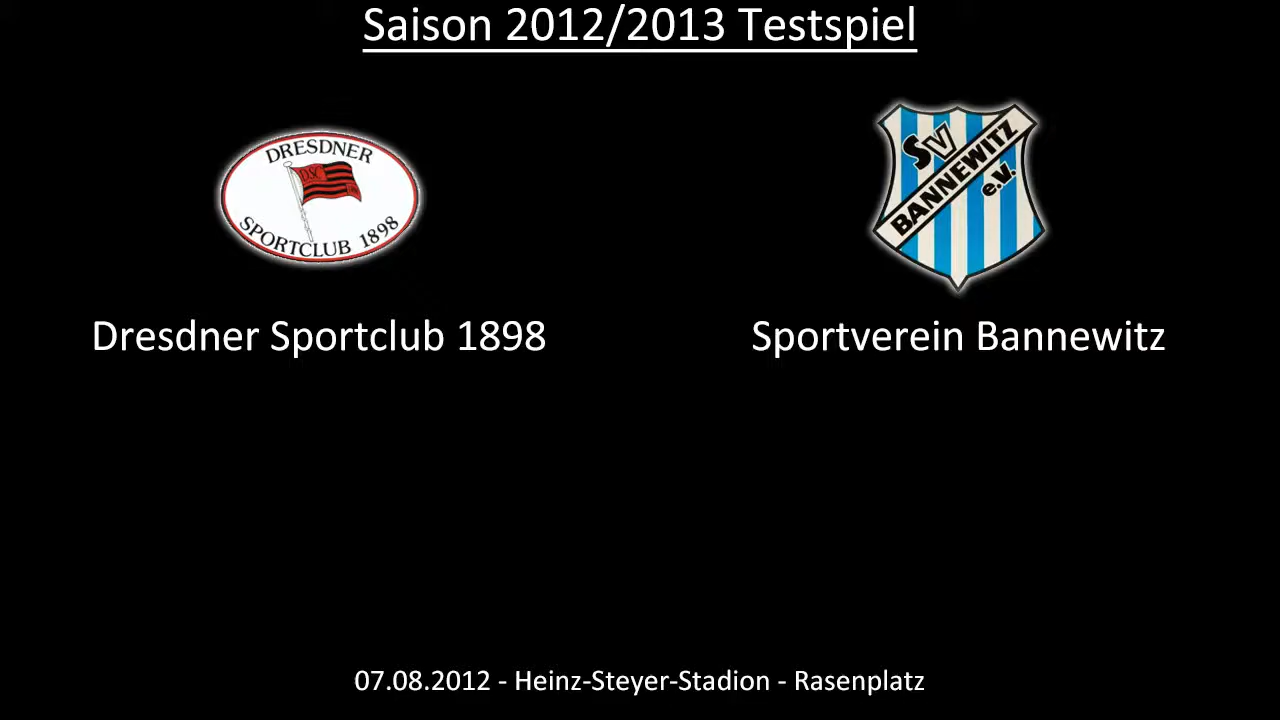 Saison 2012/2013 Testspiel
DRESDNER
DSC
SPORTCLUB 1898
SV
BANNEWITZ
e.V.
Dresdner Sportclub 1898
Sportverein Bannewitz
07.08.2012 - Heinz-Steyer-Stadion - Rasenplatz